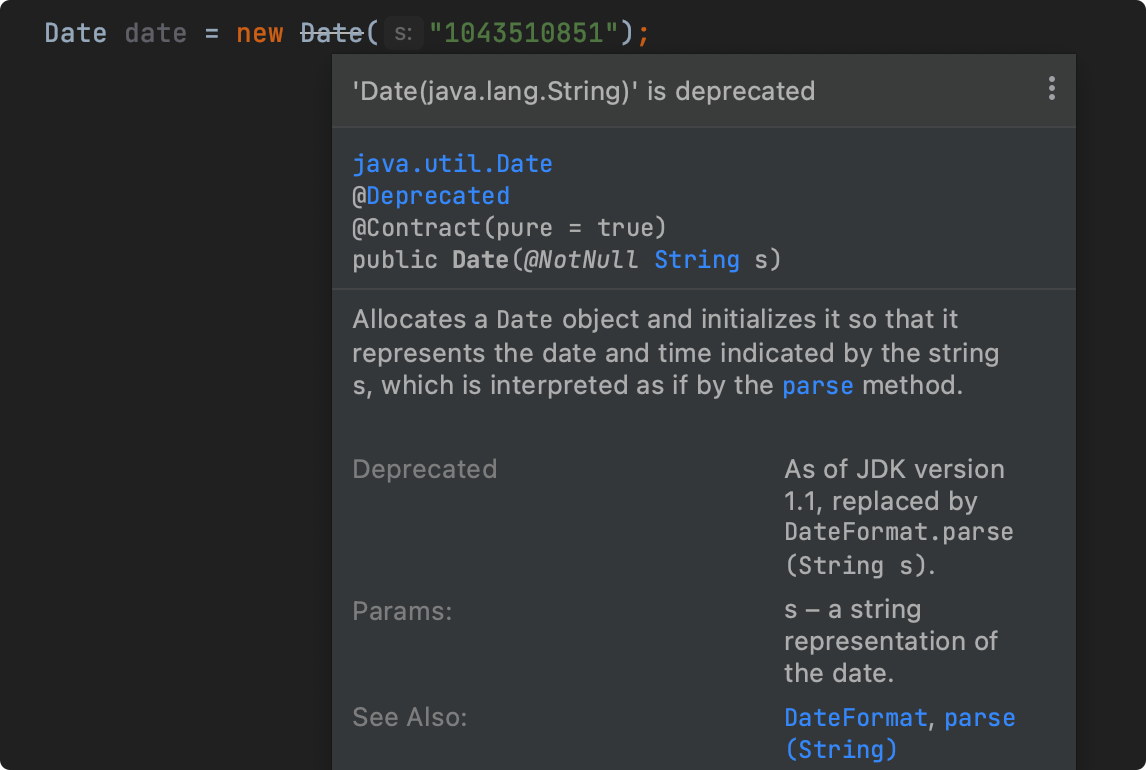 Date date = new Date( s: "1043510851");
'Date(java.lang.String)' is deprecated
java.util.Date
@Deprecated
@Contract(pure = true)
public Date(@NotNull String s)
Allocates a Date object and initializes it so that it
represents the date and time indicated by the string
s, which is interpreted as if by the parse method.
Deprecated
As of JDK version
1.1, replaced by
DateFormat.parse
(String s).
Params:
s – a string
representation of
the date.
See Also:
DateFormat, parse
(String)